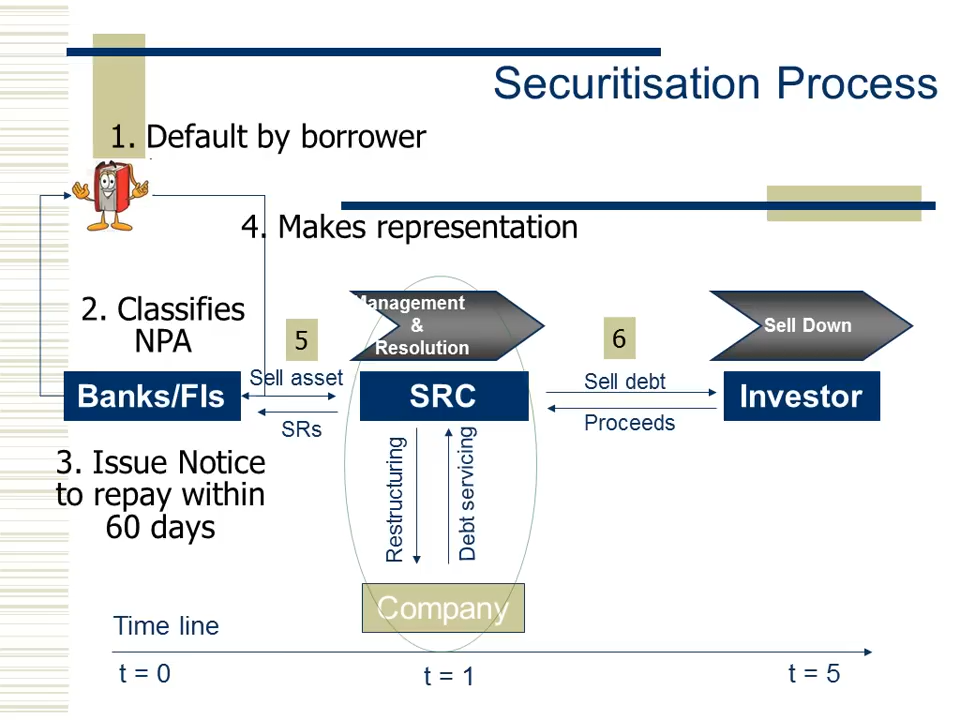 Securitisation Process
1. Default by borrower
4. Makes representation
2. Classifies
NPA
5
Management
&
Resolution
6
Sell Down
Banks/FIs
Sell asset
SRs
SRC
Sell debt
Proceeds
Investor
3. Issue Notice
to repay within
60 days
Restructuring
Debt servicing
Company
Time line
t = 0
t = 1
t = 5